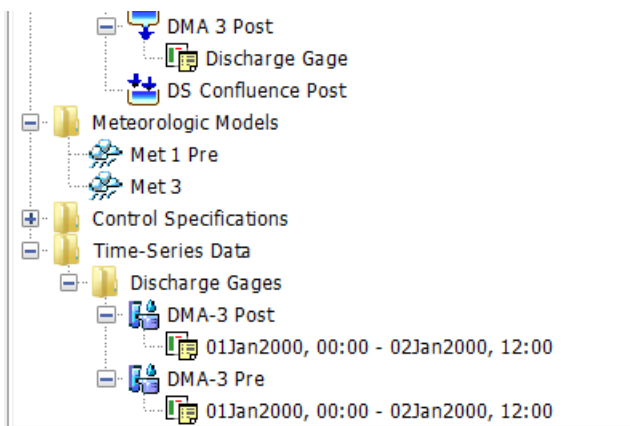 DMA 3 Post
Discharge Gage
DS Confluence Post
Meteorologic Models
Met 1 Pre
Met 3
Control Specifications
Time-Series Data
Discharge Gages
DMA-3 Post
01Jan2000, 00:00 - 02Jan2000, 12:00
DMA-3 Pre
01Jan2000, 00:00 - 02Jan2000, 12:00